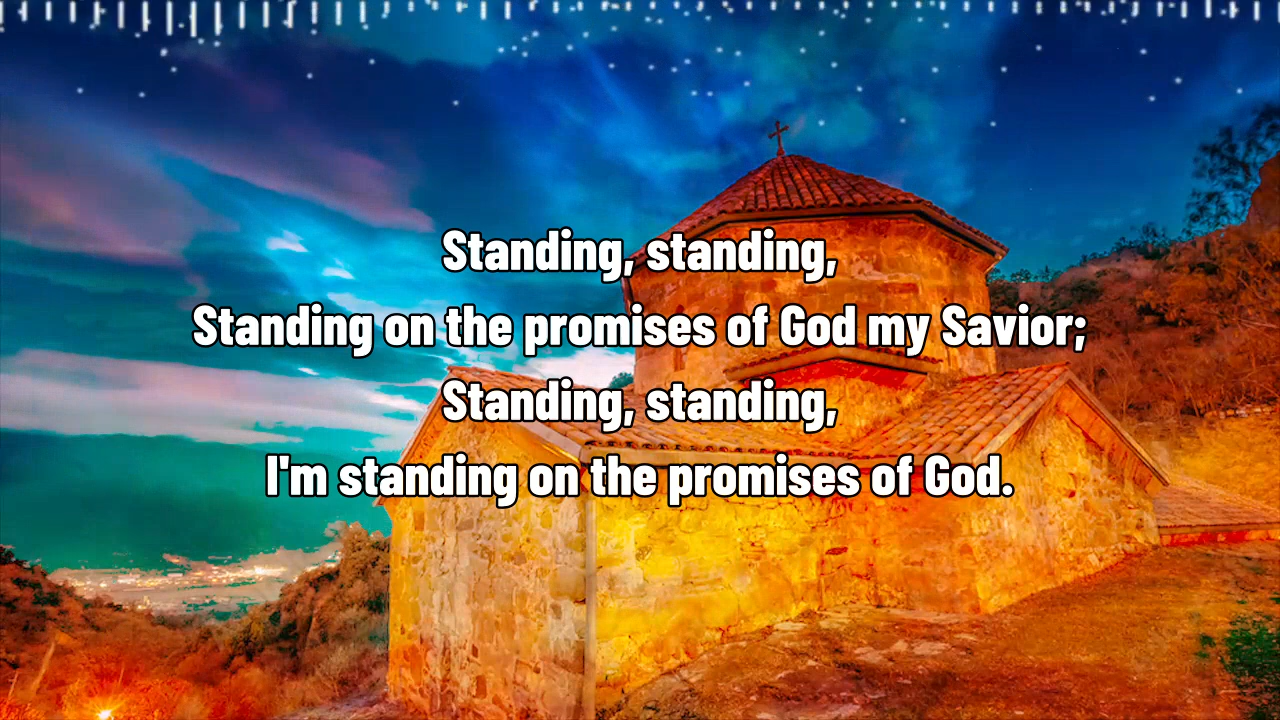 Standing, standing,
Standing on the promises of God my Savior;
Standing, standing,
I'm standing on the promises of God.